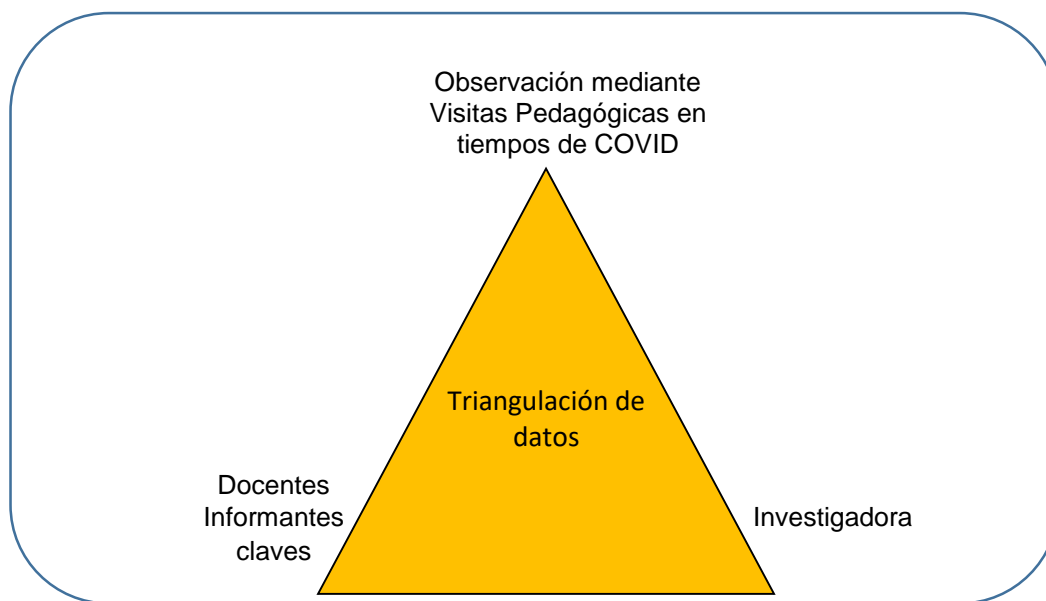 Observación mediante
Visitas Pedagógicas en
tiempos de COVID
Triangulación de
datos
Docentes
Informantes
claves
Investigadora